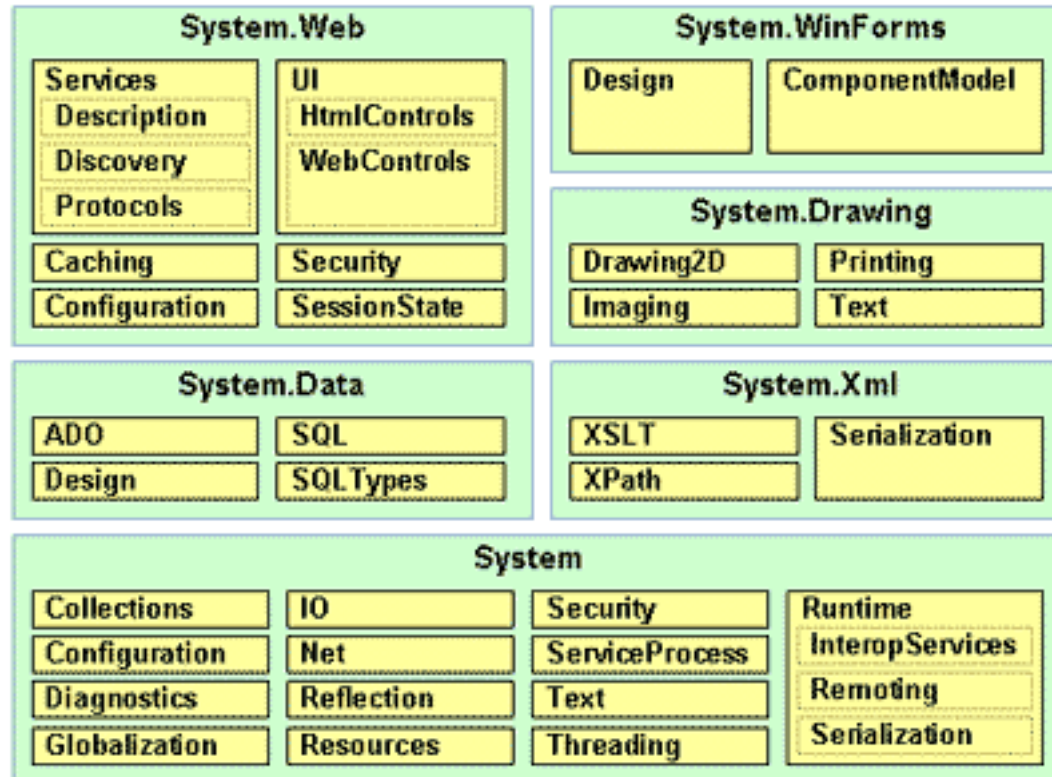 System.Web
Services
Description
Discovery
Protocols
UI
HtmlControls
WebControls
Caching
Security
Configuration
SessionState
System.WinForms
Design
ComponentModel
System.Drawing
Drawing2D
Printing
Imaging
Text
System.Data
ADO
SQL
Design
SQLTypes
System.Xml
XSLT
Serialization
XPath
System
Collections
Configuration
Diagnostics
Globalization
IO
Net
Reflection
Resources
Security
ServiceProcess
Text
Threading
Runtime
InteropServices
Remoting
Serialization